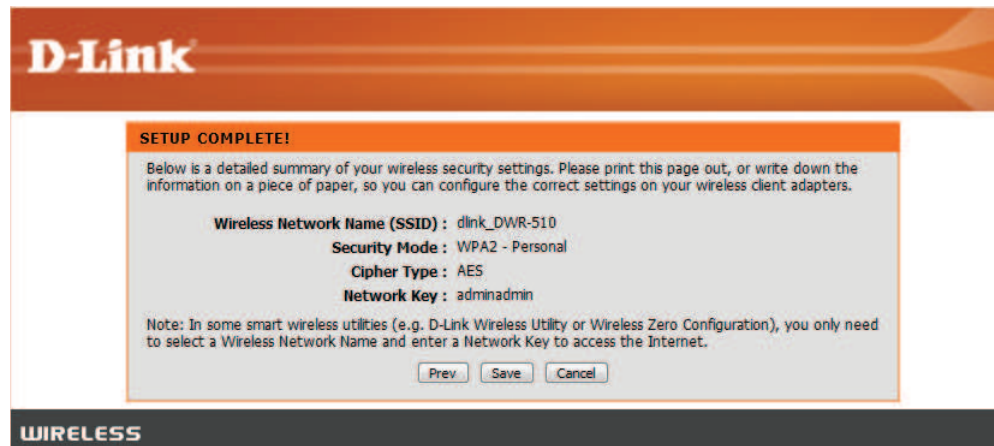 D-Link
SETUP COMPLETE!
Below is a detailed summary of your wireless security settings. Please print this page out, or write down the
information on a piece of paper, so you can configure the correct settings on your wireless client adapters.
Wireless Network Name (SSID) : dlink_DWR-510
Security Mode : WPA2 - Personal
Cipher Type : AES
Network Key : adminadmin
Note: In some smart wireless utilities (e.g. D-Link Wireless Utility or Wireless Zero Configuration), you only need
to select a Wireless Network Name and enter a Network Key to access the Internet.
Prev Save Cancel
WIRELESS